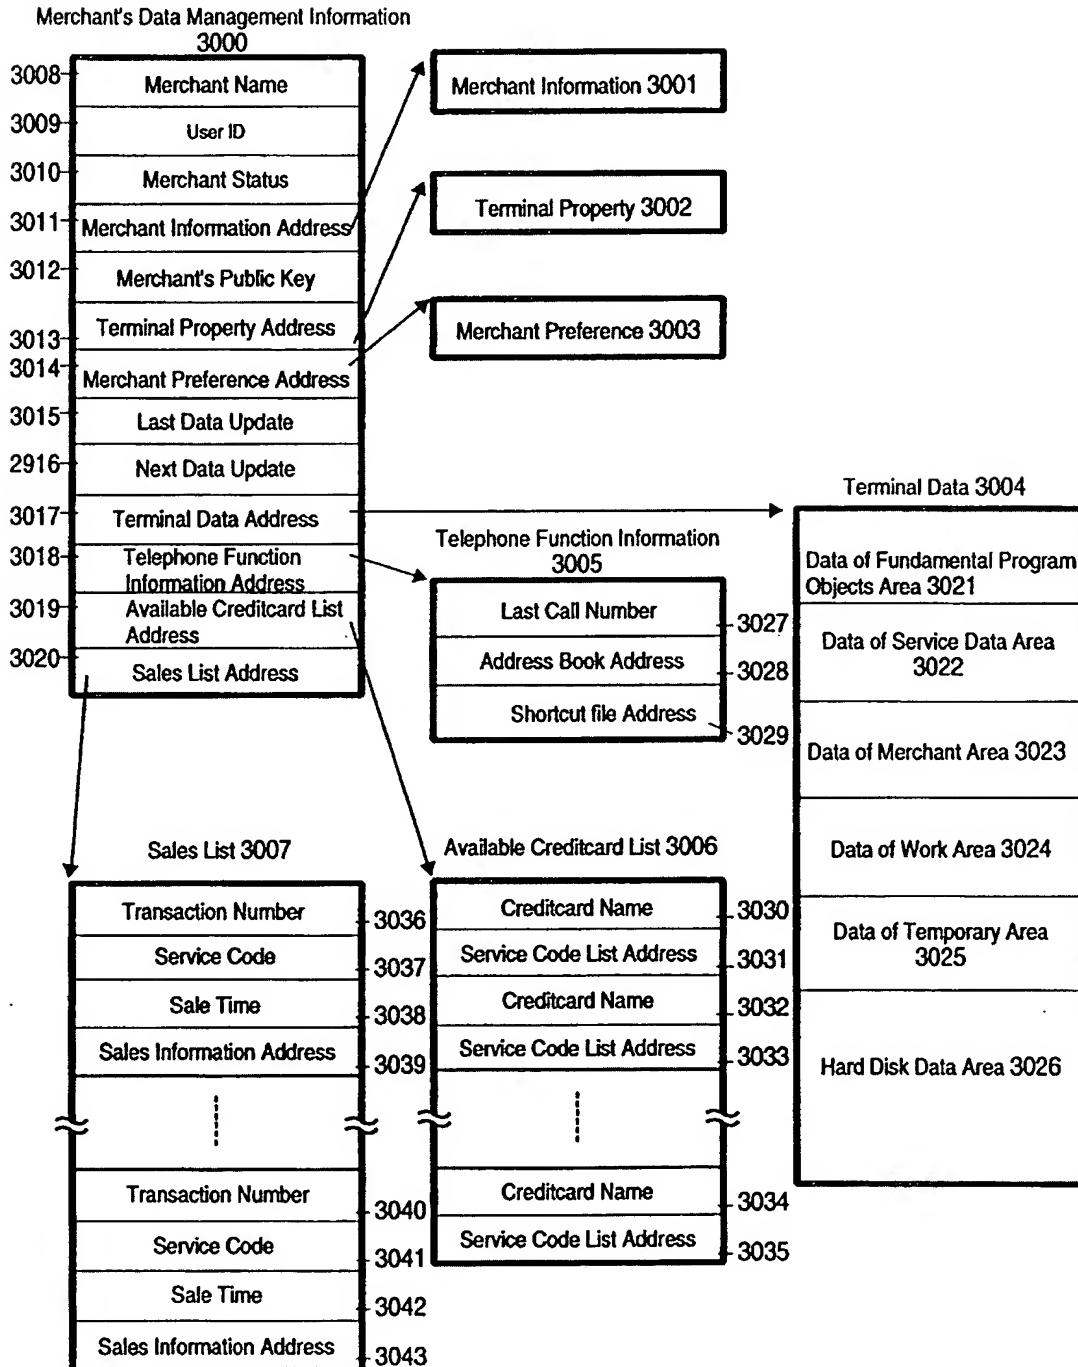 Merchant's Data Management Information
3000
3008
Merchant Name
3009
User ID
3010
Merchant Status
3011
Merchant Information Address
3012
Merchant's Public Key
3013
Terminal Property Address
3014
Merchant Preference Address
3015
Last Data Update
2916
Next Data Update
3017
Terminal Data Address
3018
Telephone Function
Information Address
3019
Available Creditcard List
Address
3020
Sales List Address
Merchant Information 3001
Terminal Property 3002
Merchant Preference 3003
Telephone Function Information
3005
Last Call Number
3027
Address Book Address
3028
Shortcut file Address
3029
Terminal Data 3004
Data of Fundamental Program
Objects Area 3021
Data of Service Data Area
3022
Data of Merchant Area 3023
Data of Work Area 3024
Data of Temporary Area
3025
Hard Disk Data Area 3026
Sales List 3007
Transaction Number
3036
Service Code
3037
Sale Time
3038
Sales Information Address
3039
Transaction Number
3040
Service Code
3041
Sale Time
3042
Sales Information Address
3043
Available Creditcard List 3006
Creditcard Name
3030
Service Code List Address
3031
Creditcard Name
3032
Service Code List Address
3033
Creditcard Name
3034
Service Code List Address
3035